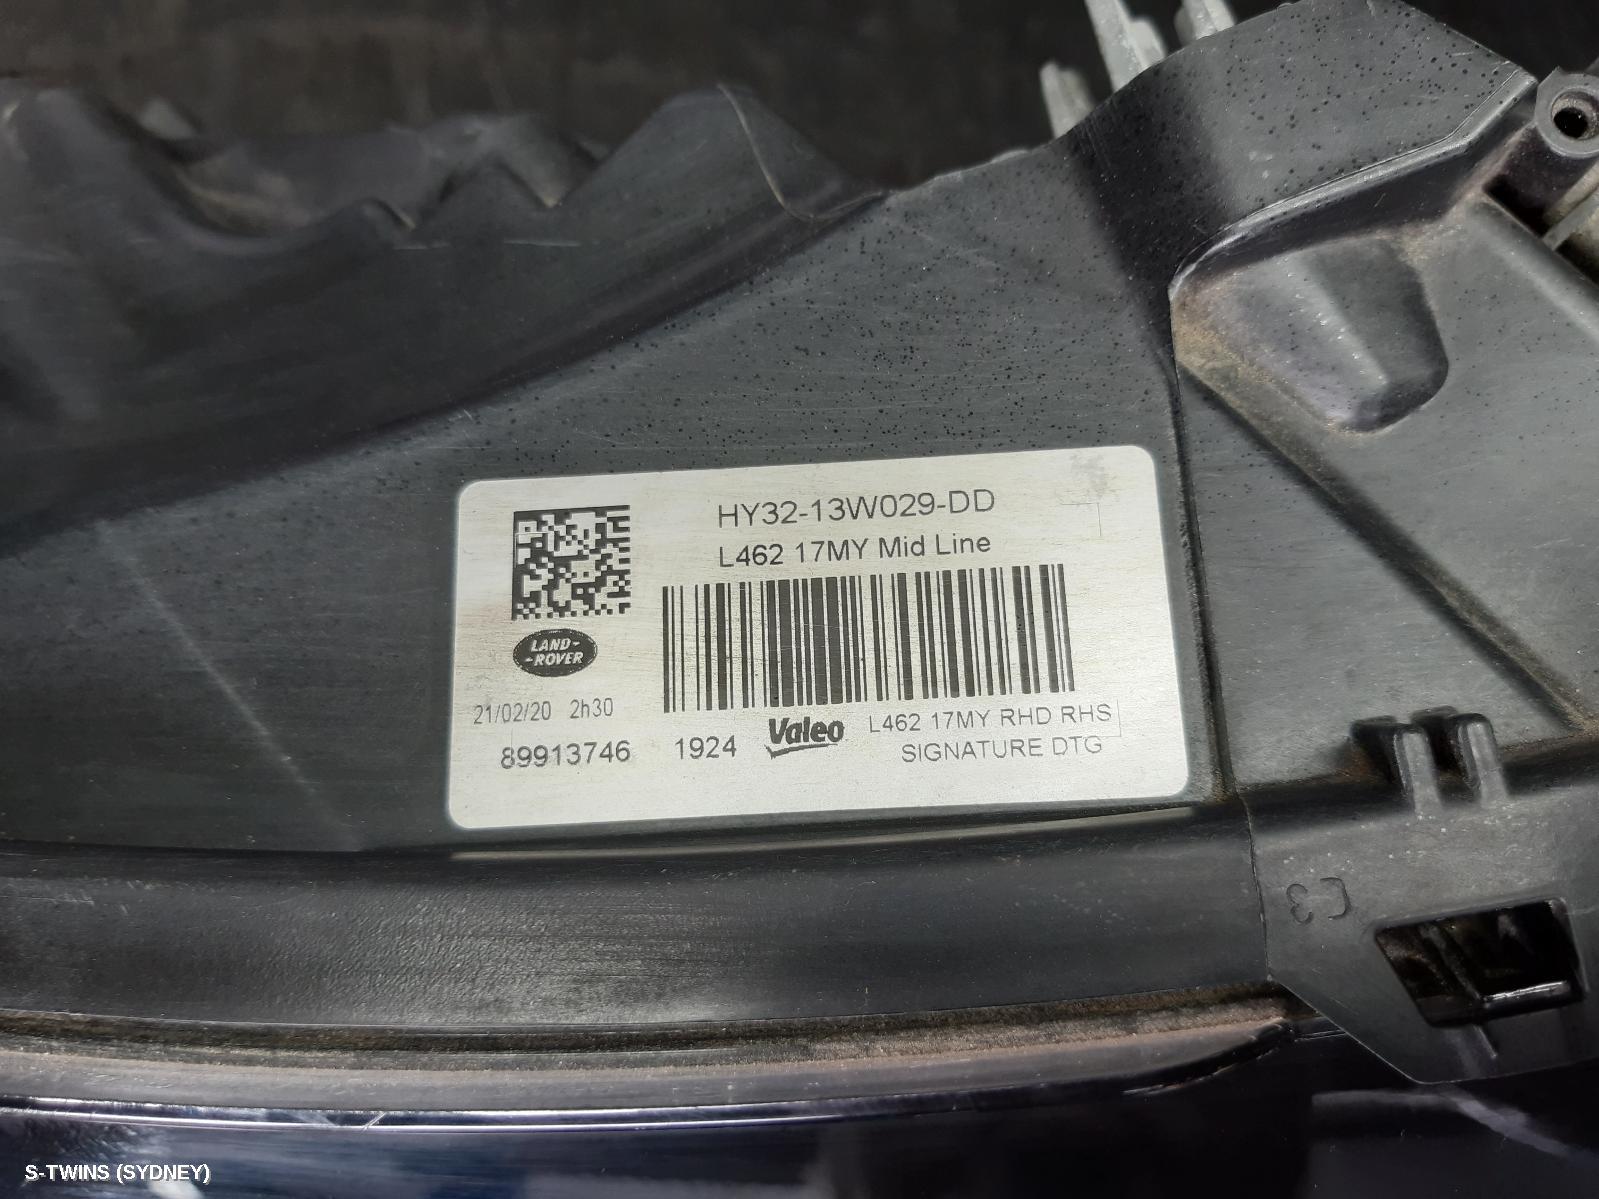 HY32-13W029-DD
L462 17MY Mid Line
LAND-
-ROVER
21/02/20 2h30
89913746 1924 Valeo L462 17MY RHD RHS
SIGNATURE DTG
C3
S-TWINS (SYDNEY)